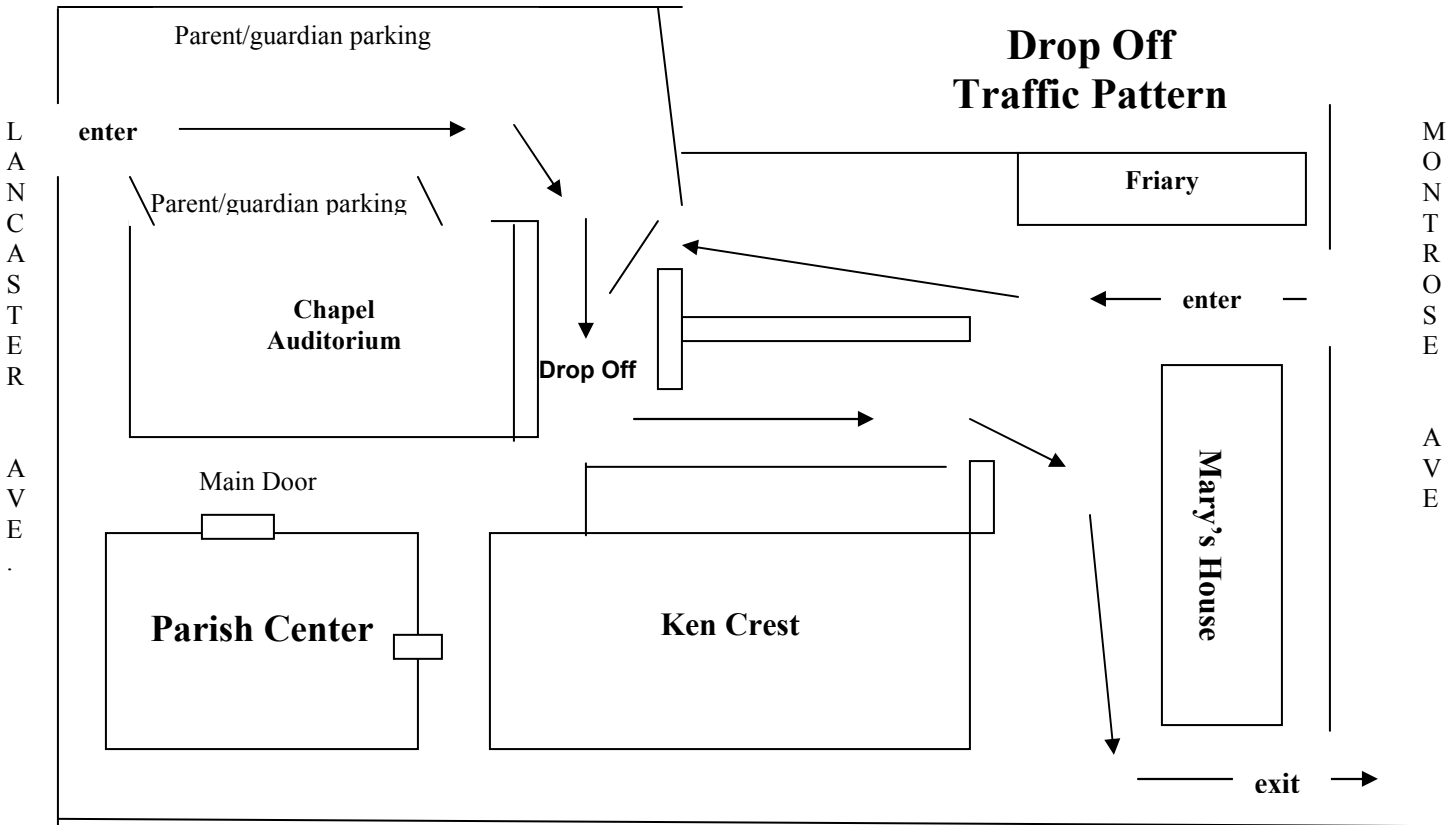 Parent/guardian parking
Drop Off
Traffic Pattern
LANCASTER AVE.
enter
MONTROSE AVE
Friary
Parent/guardian parking
enter
Chapel
Auditorium
Drop Off
Main Door
Mary's House
Parish Center
Ken Crest
exit